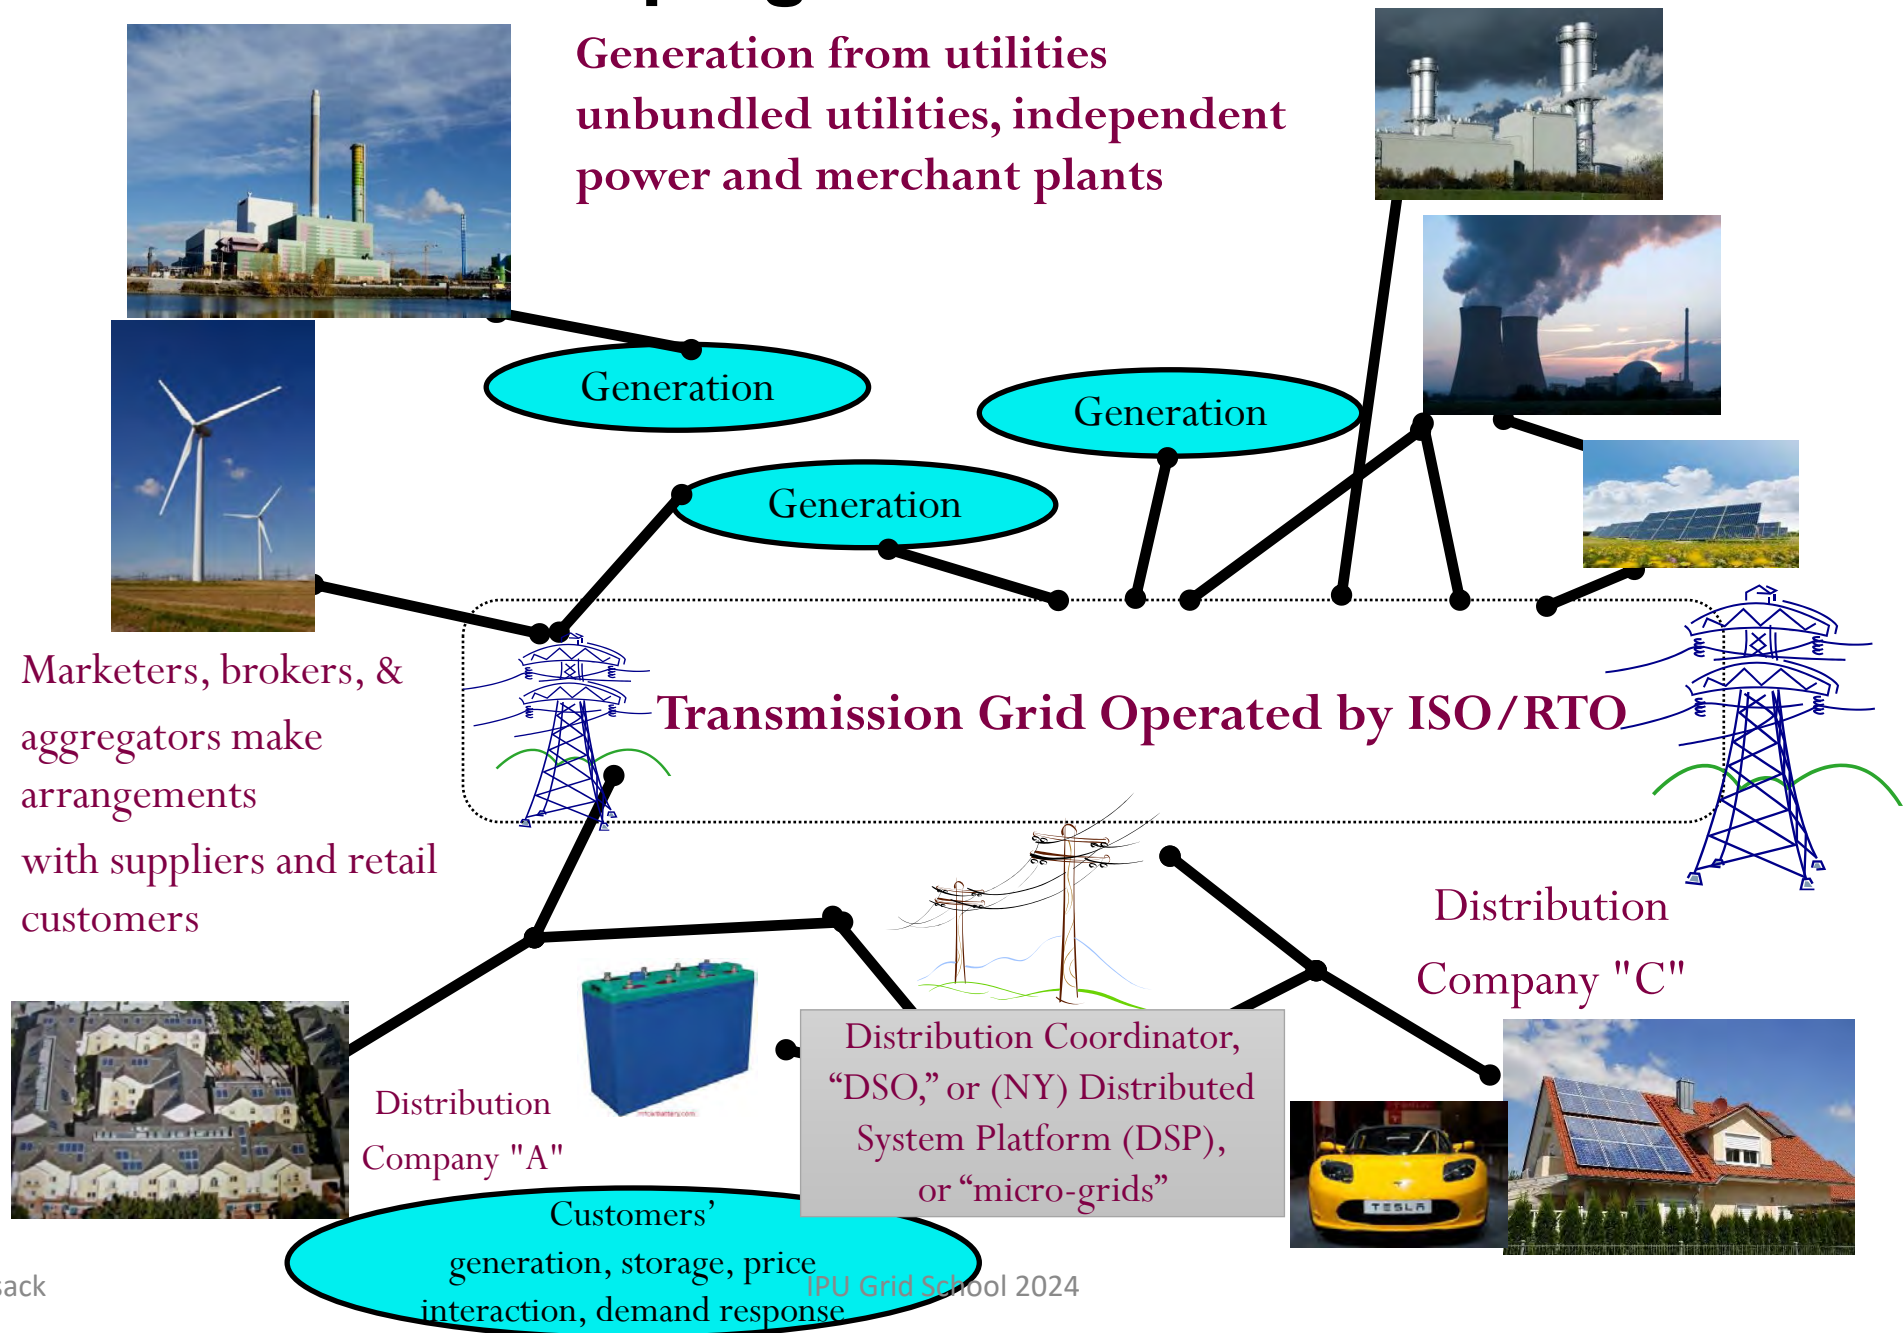 Generation from utilities
unbundled utilities, independent
power and merchant plants
Generation
Generation
Generation
Marketers, brokers, &
aggregators make
arrangements
with suppliers and retail
customers
Transmission Grid Operated by ISO/RTO
Distribution
Company "C"
Distribution
Company "A"
Distribution Coordinator,
“DSO,” or (NY) Distributed
System Platform (DSP),
or “micro-grids”
TESLA
Customers’
generation, storage, price
interaction, demand response
IPU Grid School 2024